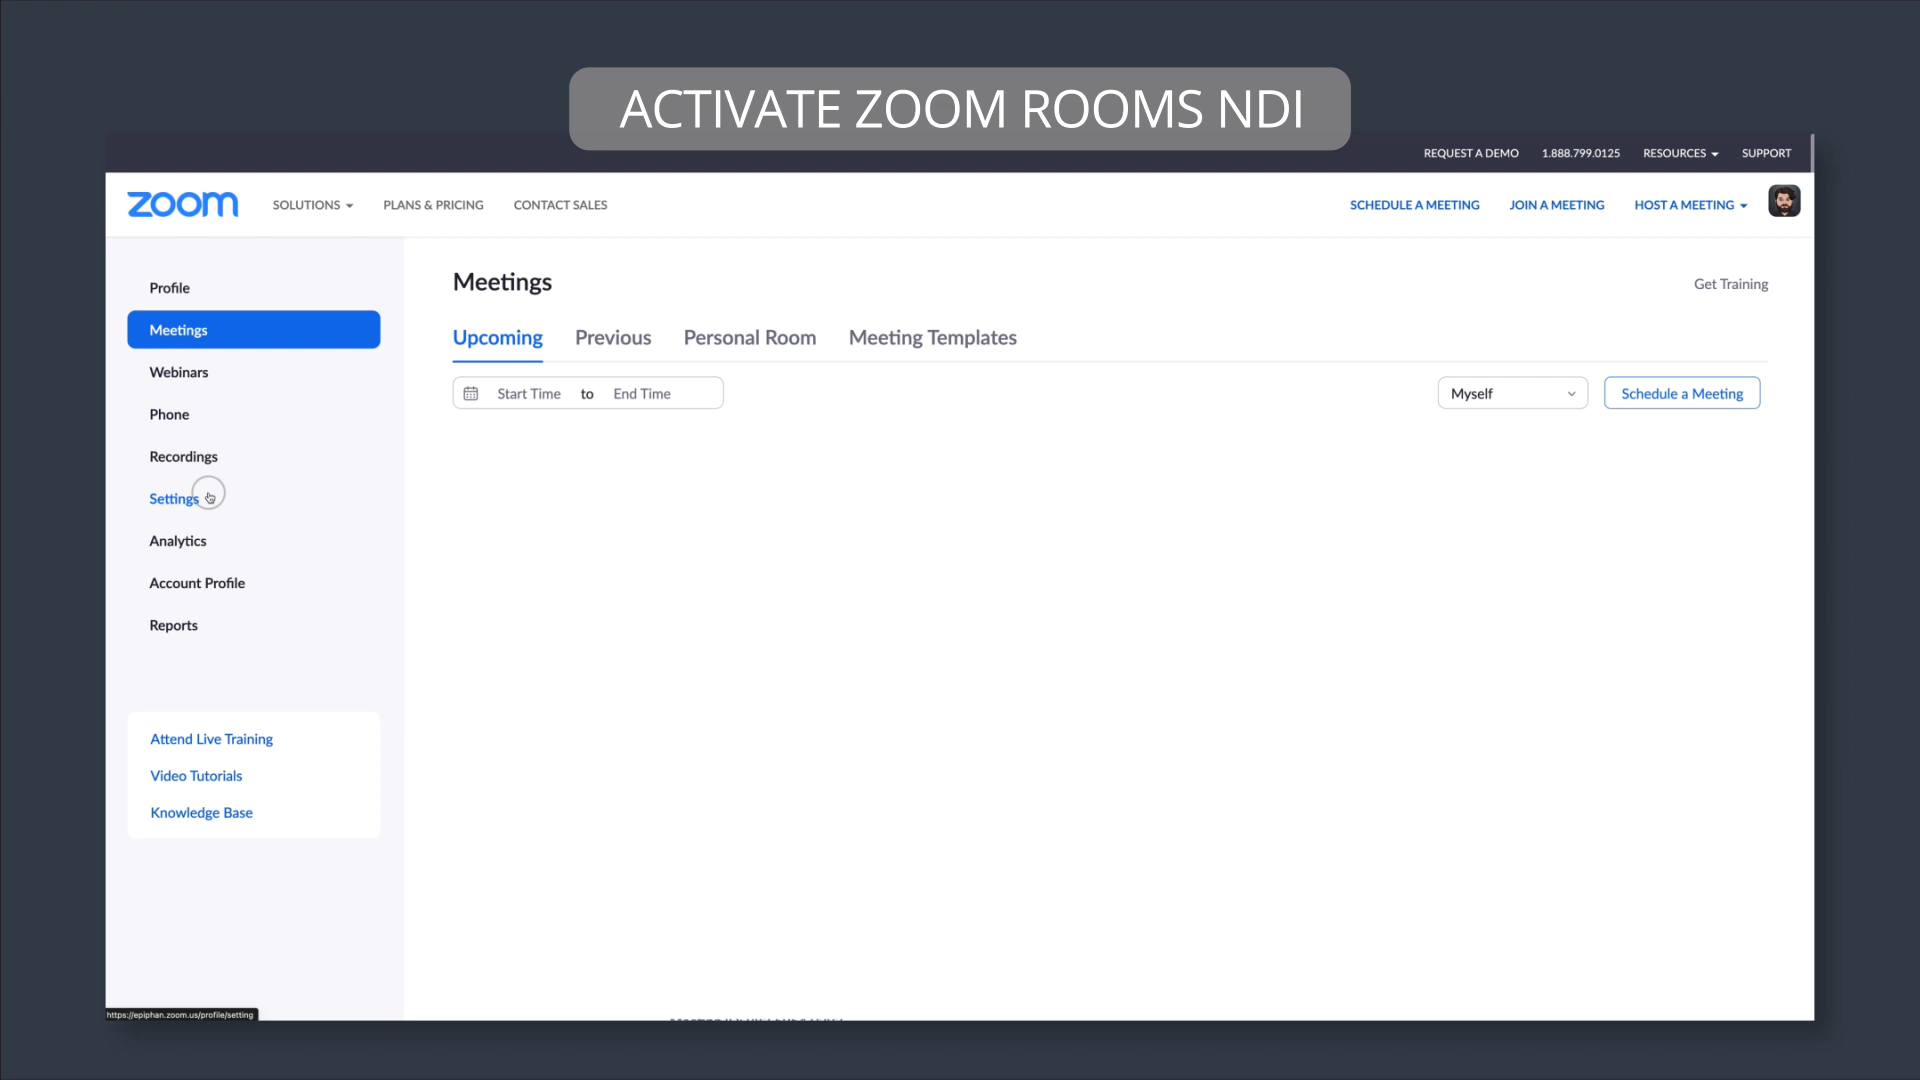 ACTIVATE ZOOM ROOMS NDI
REQUEST A DEMO 1.888.799.0125 RESOURCES SUPPORT
zoom SOLUTIONS PLANS & PRICING CONTACT SALES SCHEDULE A MEETING JOIN A MEETING HOST A MEETING
Profile
Meetings
Webinars
Phone
Recordings
Settings
Analytics
Account Profile
Reports
Attend Live Training
Video Tutorials
Knowledge Base
Meetings Get Training
Upcoming Previous Personal Room Meeting Templates
Start Time to End Time Myself Schedule a Meeting
https://epiphan.zoom.us/profile/setting